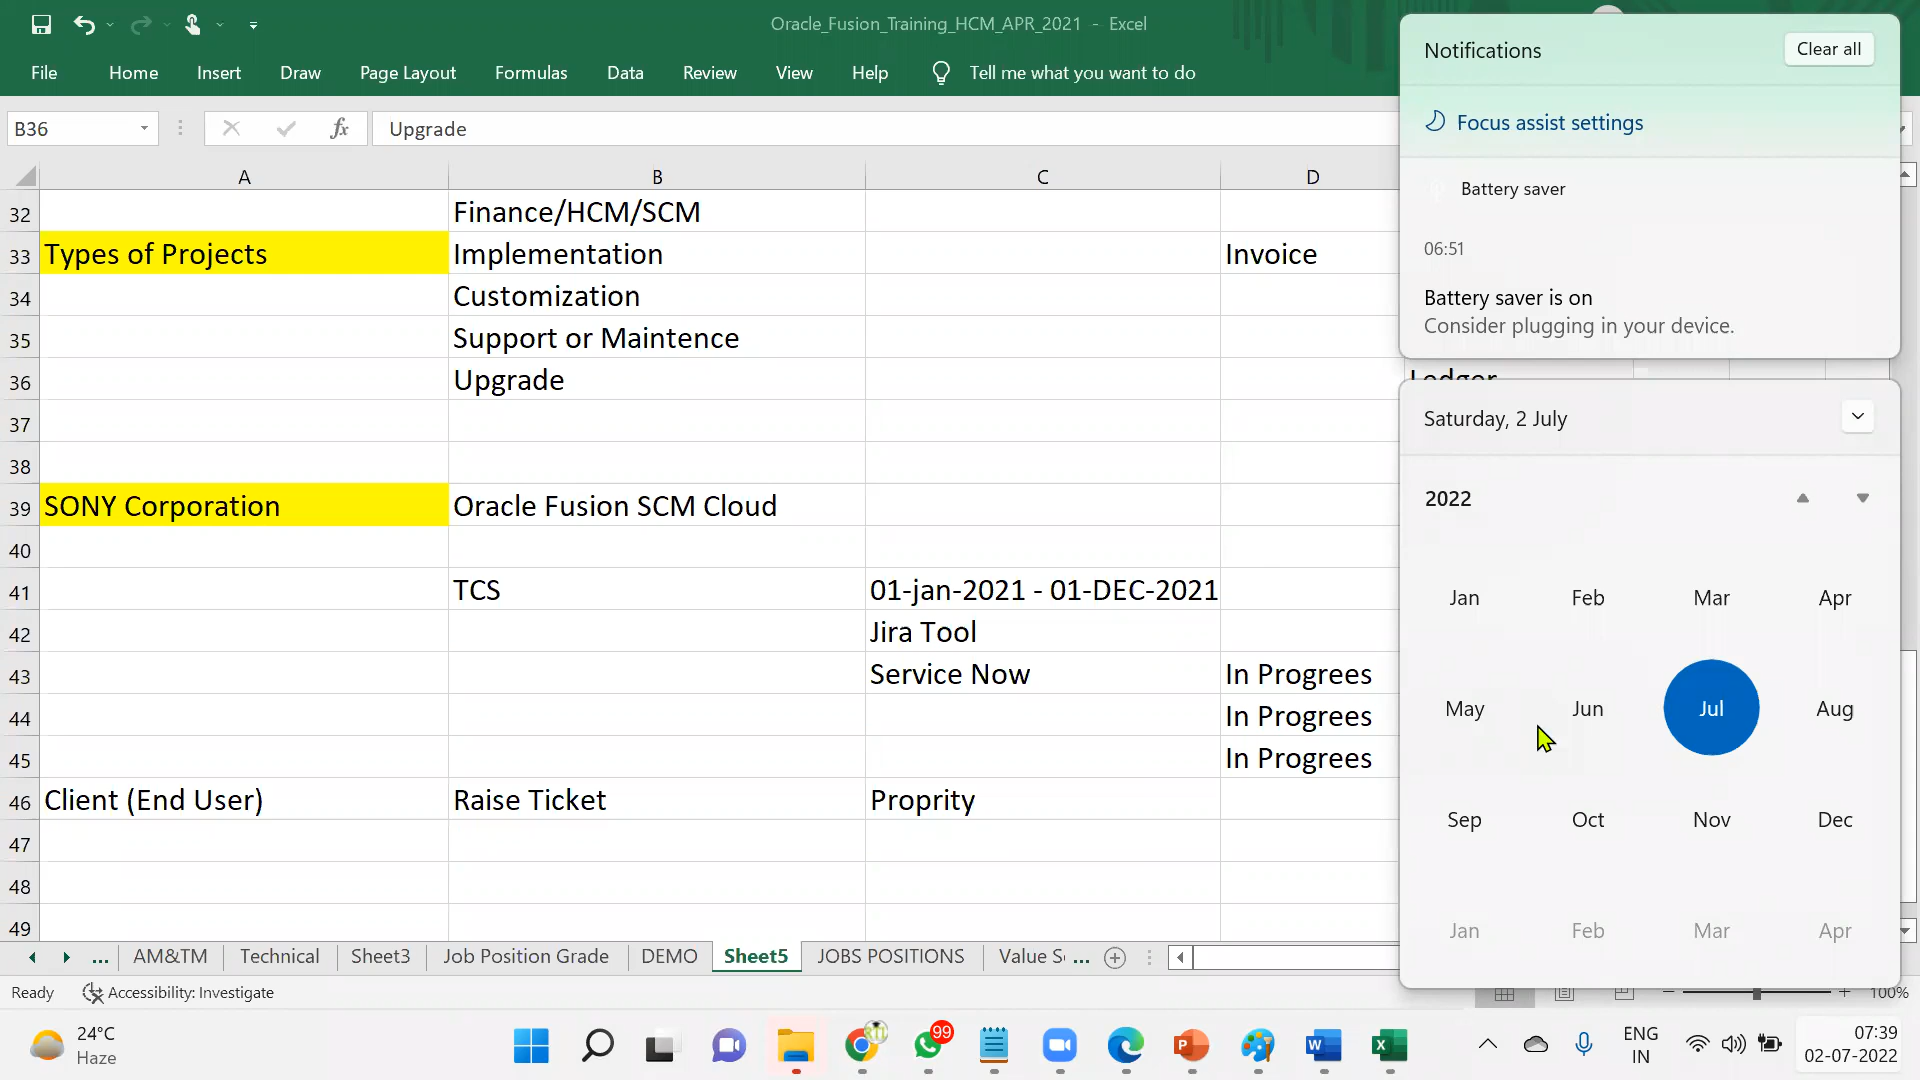 Oracle_Fusion_Training_HCM_APR_2021 - Excel
File Home Insert Draw Page Layout Formulas Data Review View Help Tell me what you want to do
B36 fx Upgrade
A B C D
32 Finance/HCM/SCM
33 Types of Projects Implementation Invoice
34 Customization
35 Support or Maintence
36 Upgrade Ledger
37
38
39 SONY Corporation Oracle Fusion SCM Cloud
40
41 TCS 01-jan-2021 - 01-DEC-2021
42 Jira Tool
43 Service Now In Progrees
44 In Progrees
45 In Progrees
46 Client (End User) Raise Ticket Proprity
47
48
49
... AM&TM Technical Sheet3 Job Position Grade DEMO Sheet5 JOBS POSITIONS Value S ...
Ready Accessibility: Investigate 100%
Notifications Clear all
Focus assist settings
Battery saver
06:51
Battery saver is on
Consider plugging in your device.
Saturday, 2 July
2022
Jan Feb Mar Apr
May Jun Jul Aug
Sep Oct Nov Dec
Jan Feb Mar Apr
24°C
Haze
99
ENG
IN
07:39
02-07-2022